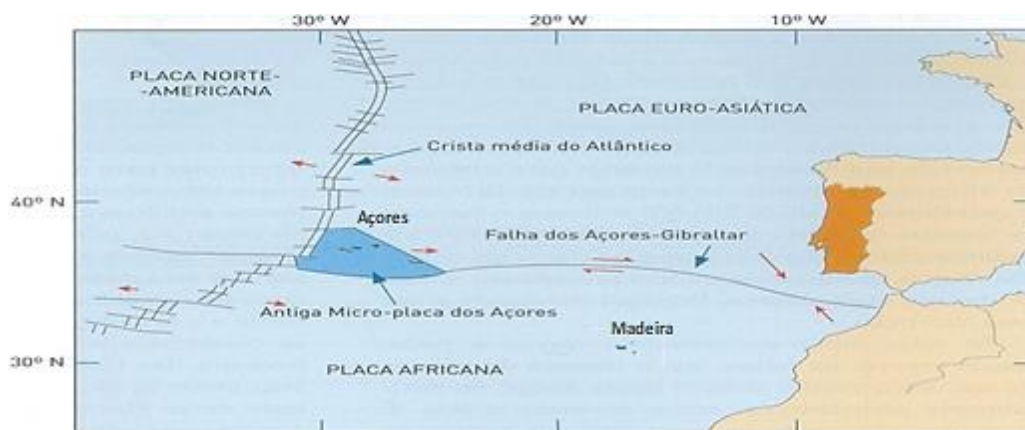 30º W
20º W
10º W
PLACA NORTE-
-AMERICANA
PLACA EURO-ASIÁTICA
Crista média do Atlântico
40º N
Açores
Falha dos Açores-Gibraltar
Antiga Micro-placa dos Açores
Madeira
30º N
PLACA AFRICANA